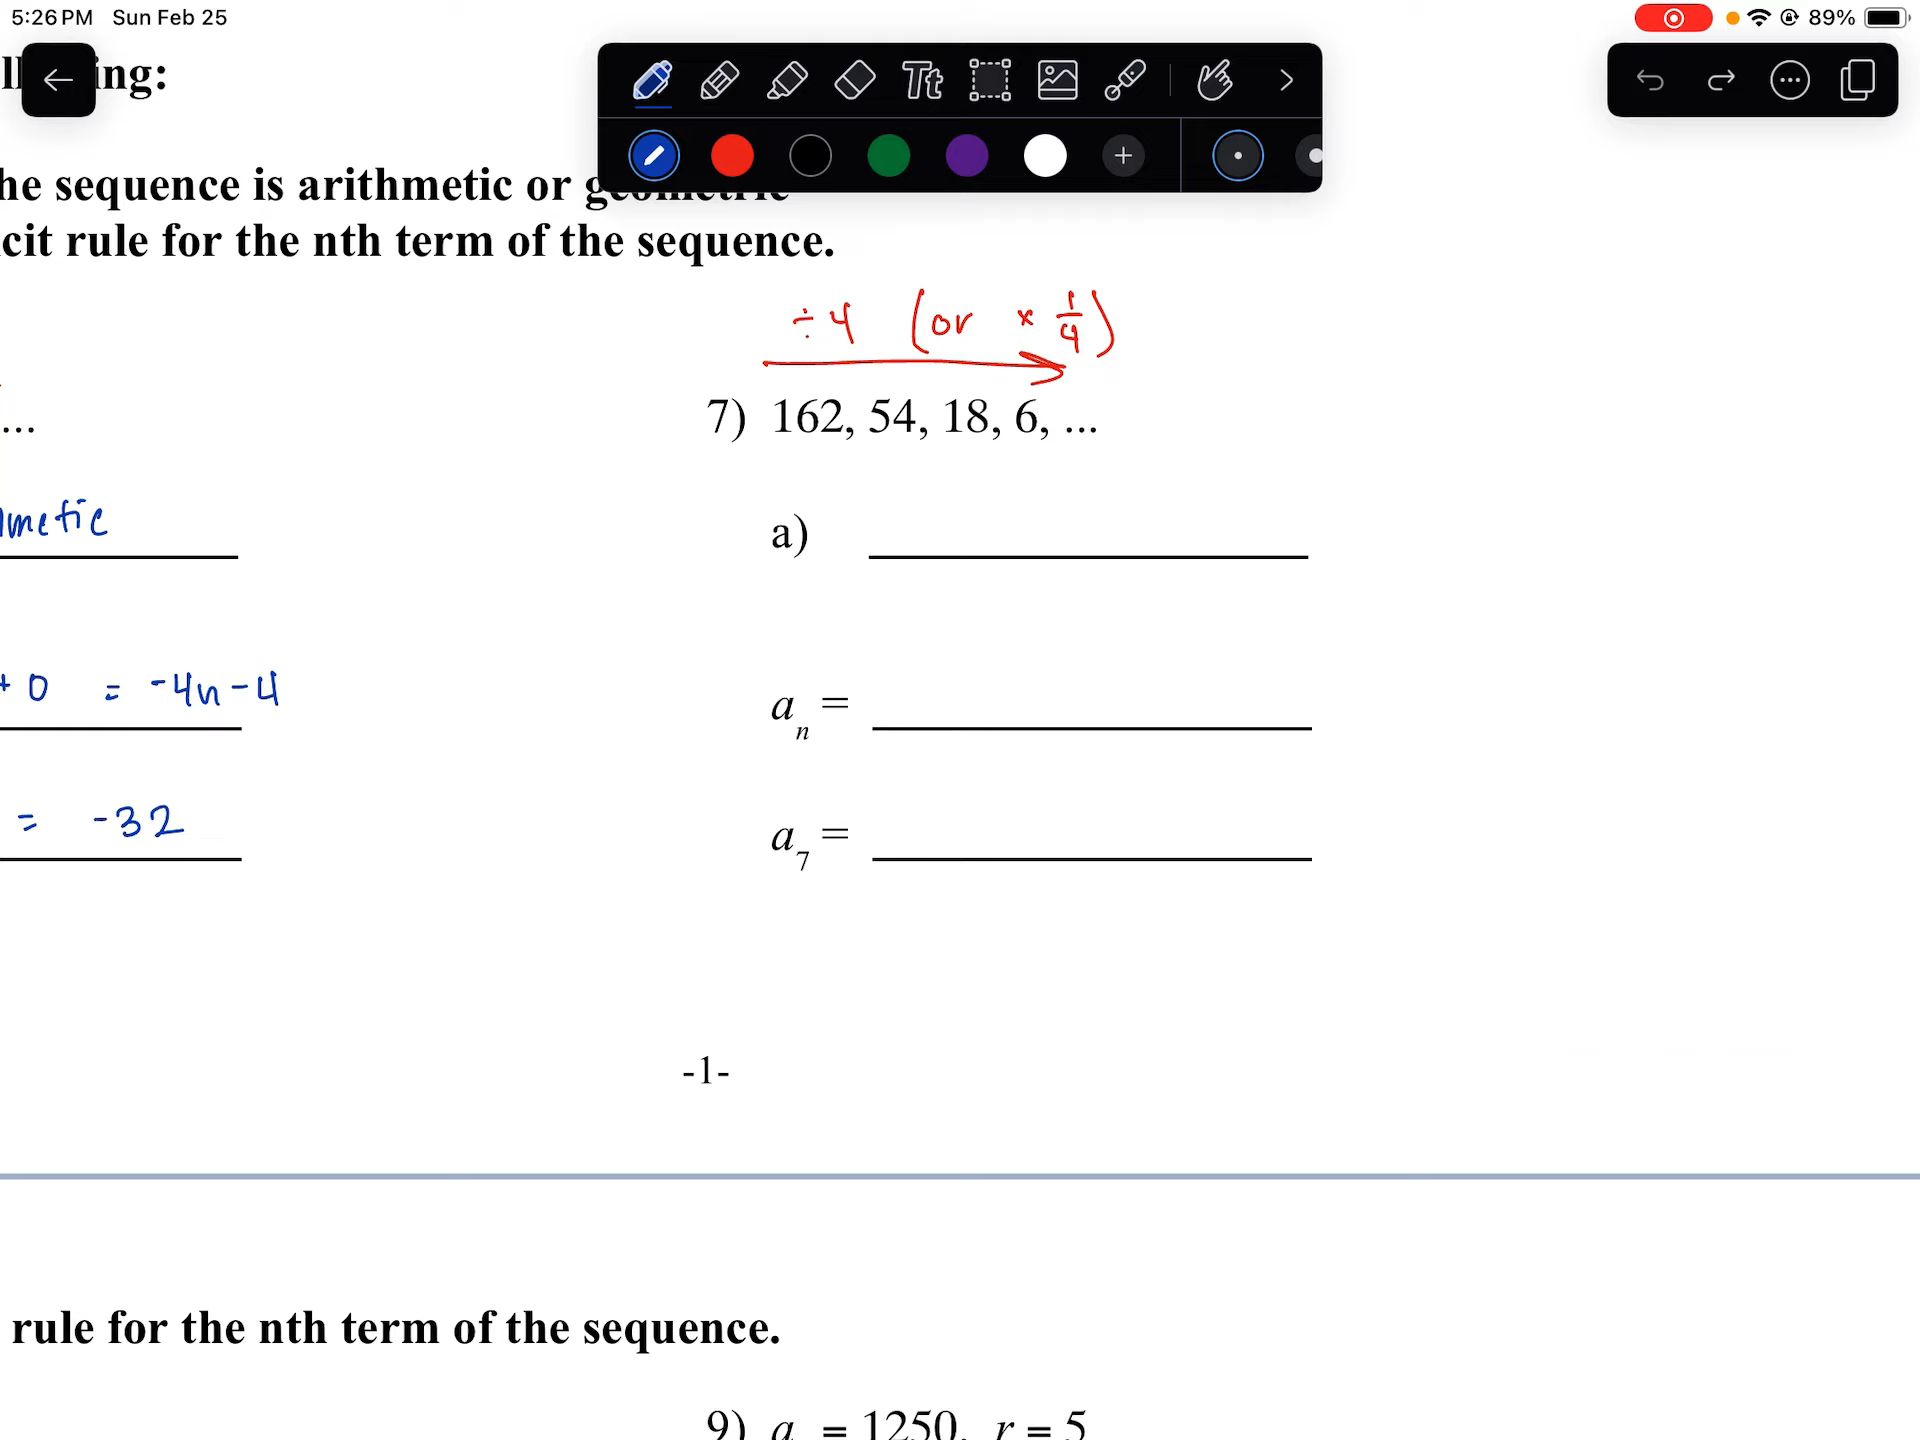 5:26 PM Sun Feb 25 89%
ing:
Tt
he sequence is arithmetic or geometric
cit rule for the nth term of the sequence.
÷4 (or × 1/4)
...
7) 162, 54, 18, 6, ...
metic
a)
+ 0 = -4n-4
a_n =
= -32
a_7 =
-1-
rule for the nth term of the sequence.
9) a = 1250, r = 5